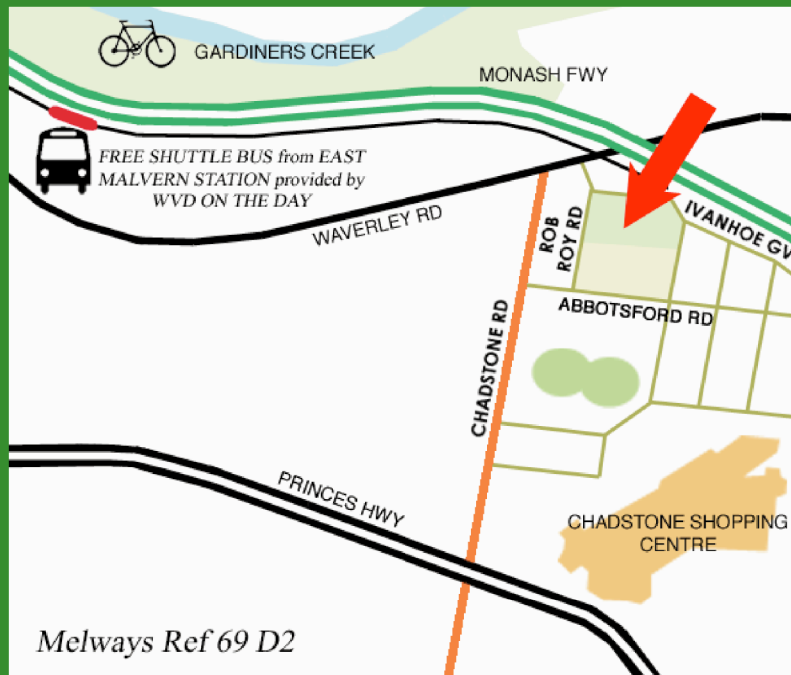 GARDINERS CREEK
MONASH FWY
FREE SHUTTLE BUS from EAST
MALVERN STATION provided by
WVD ON THE DAY
WAVERLEY RD
ROB
ROY RD
IVANHOE GV
ABBOTSFORD RD
CHADSTONE RD
PRINCES HWY
CHADSTONE SHOPPING
CENTRE
Melways Ref 69 D2